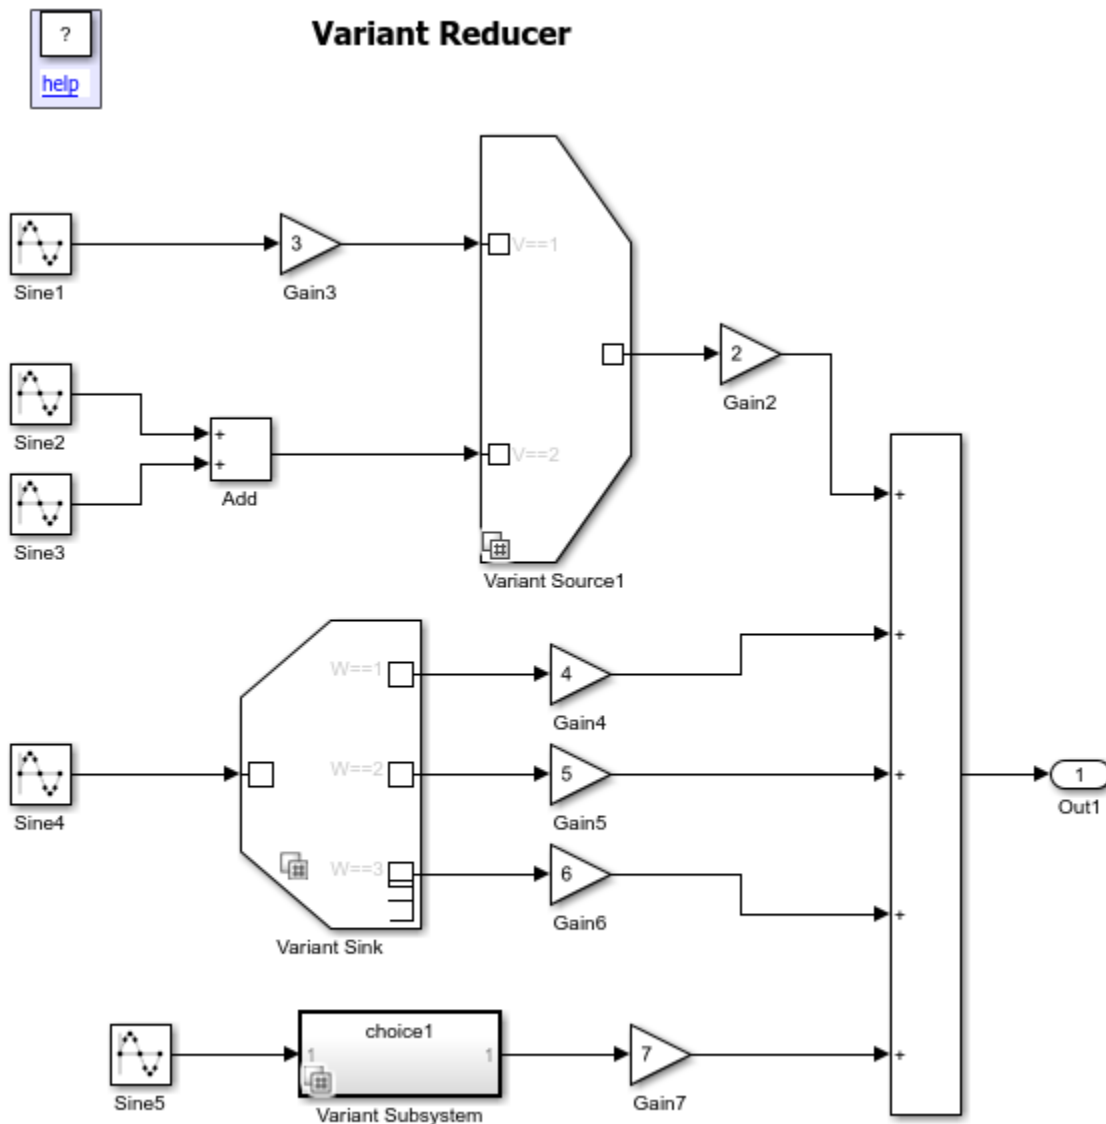 ?
help
Variant Reducer
Sine1
3
Gain3
V==1
2
Gain2
Sine2
Sine3
+
+
Add
V==2
Variant Source1
+
+
+
+
+
Sine4
W==1
W==2
W==3
Variant Sink
4
Gain4
5
Gain5
6
Gain6
1
Out1
Sine5
choice1
1
1
Variant Subsystem
7
Gain7